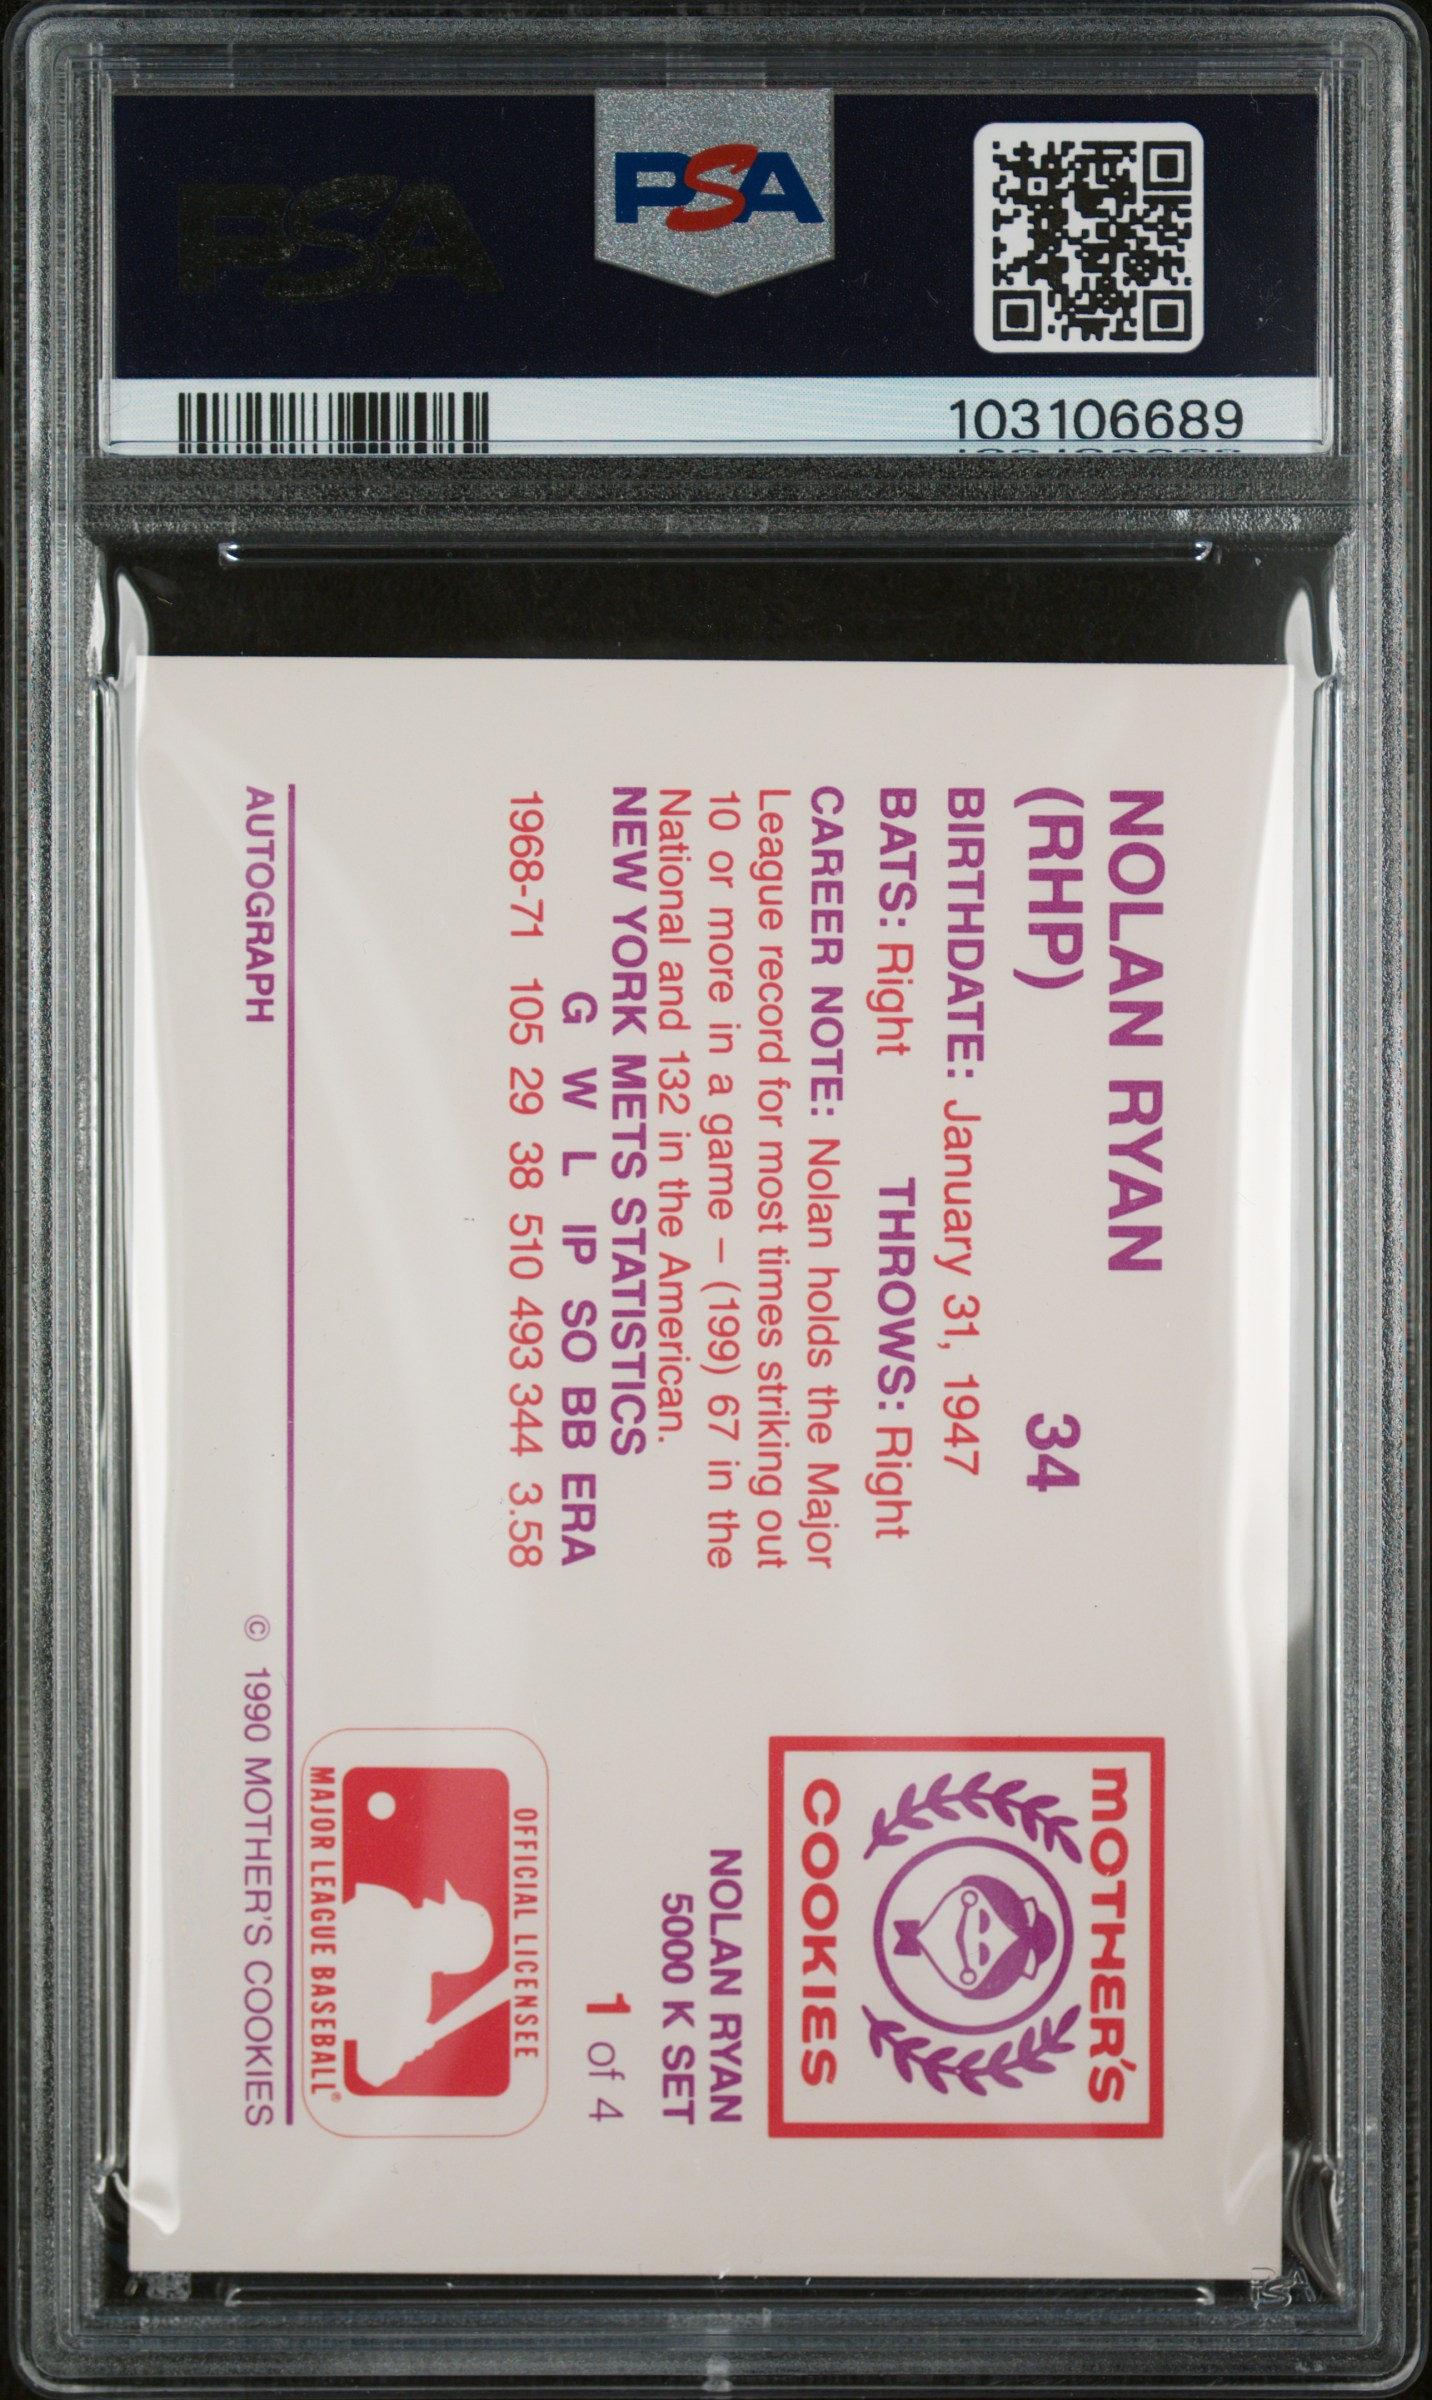 PSA
PSA
103106689
NOLAN RYAN
(RHP) 34
BIRTHDATE: January 31, 1947
BATS: Right THROWS: Right
CAREER NOTE: Nolan holds the Major
League record for most times striking out
10 or more in a game – (199) 67 in the
National and 132 in the American.
NEW YORK METS STATISTICS
G W L IP SO BB ERA
1968-71 105 29 38 510 493 344 3.58
AUTOGRAPH
© 1990 MOTHER'S COOKIES
MOTHER'S
COOKIES
NOLAN RYAN
5000 K SET
1 of 4
OFFICIAL LICENSEE
MAJOR LEAGUE BASEBALL®
PSA